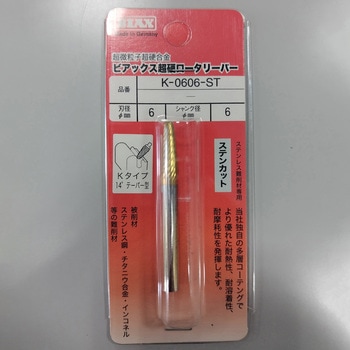 Made in Germany
超微粒子超硬合金
ビアックス超硬ロータリーバー
品番 K-0606-ST
刃径 φ㎜ 6 シャンク径 φ㎜ 6
Kタイプ
14°テーパー型
ステンレス難削材専用
ステンカット
当社独自の多層コーテングで
より優れた耐熱性、耐溶着性、
耐摩耗性を発揮します。
被削材
ステンレス鋼・チタニウム合金・インコネル
等の難削材